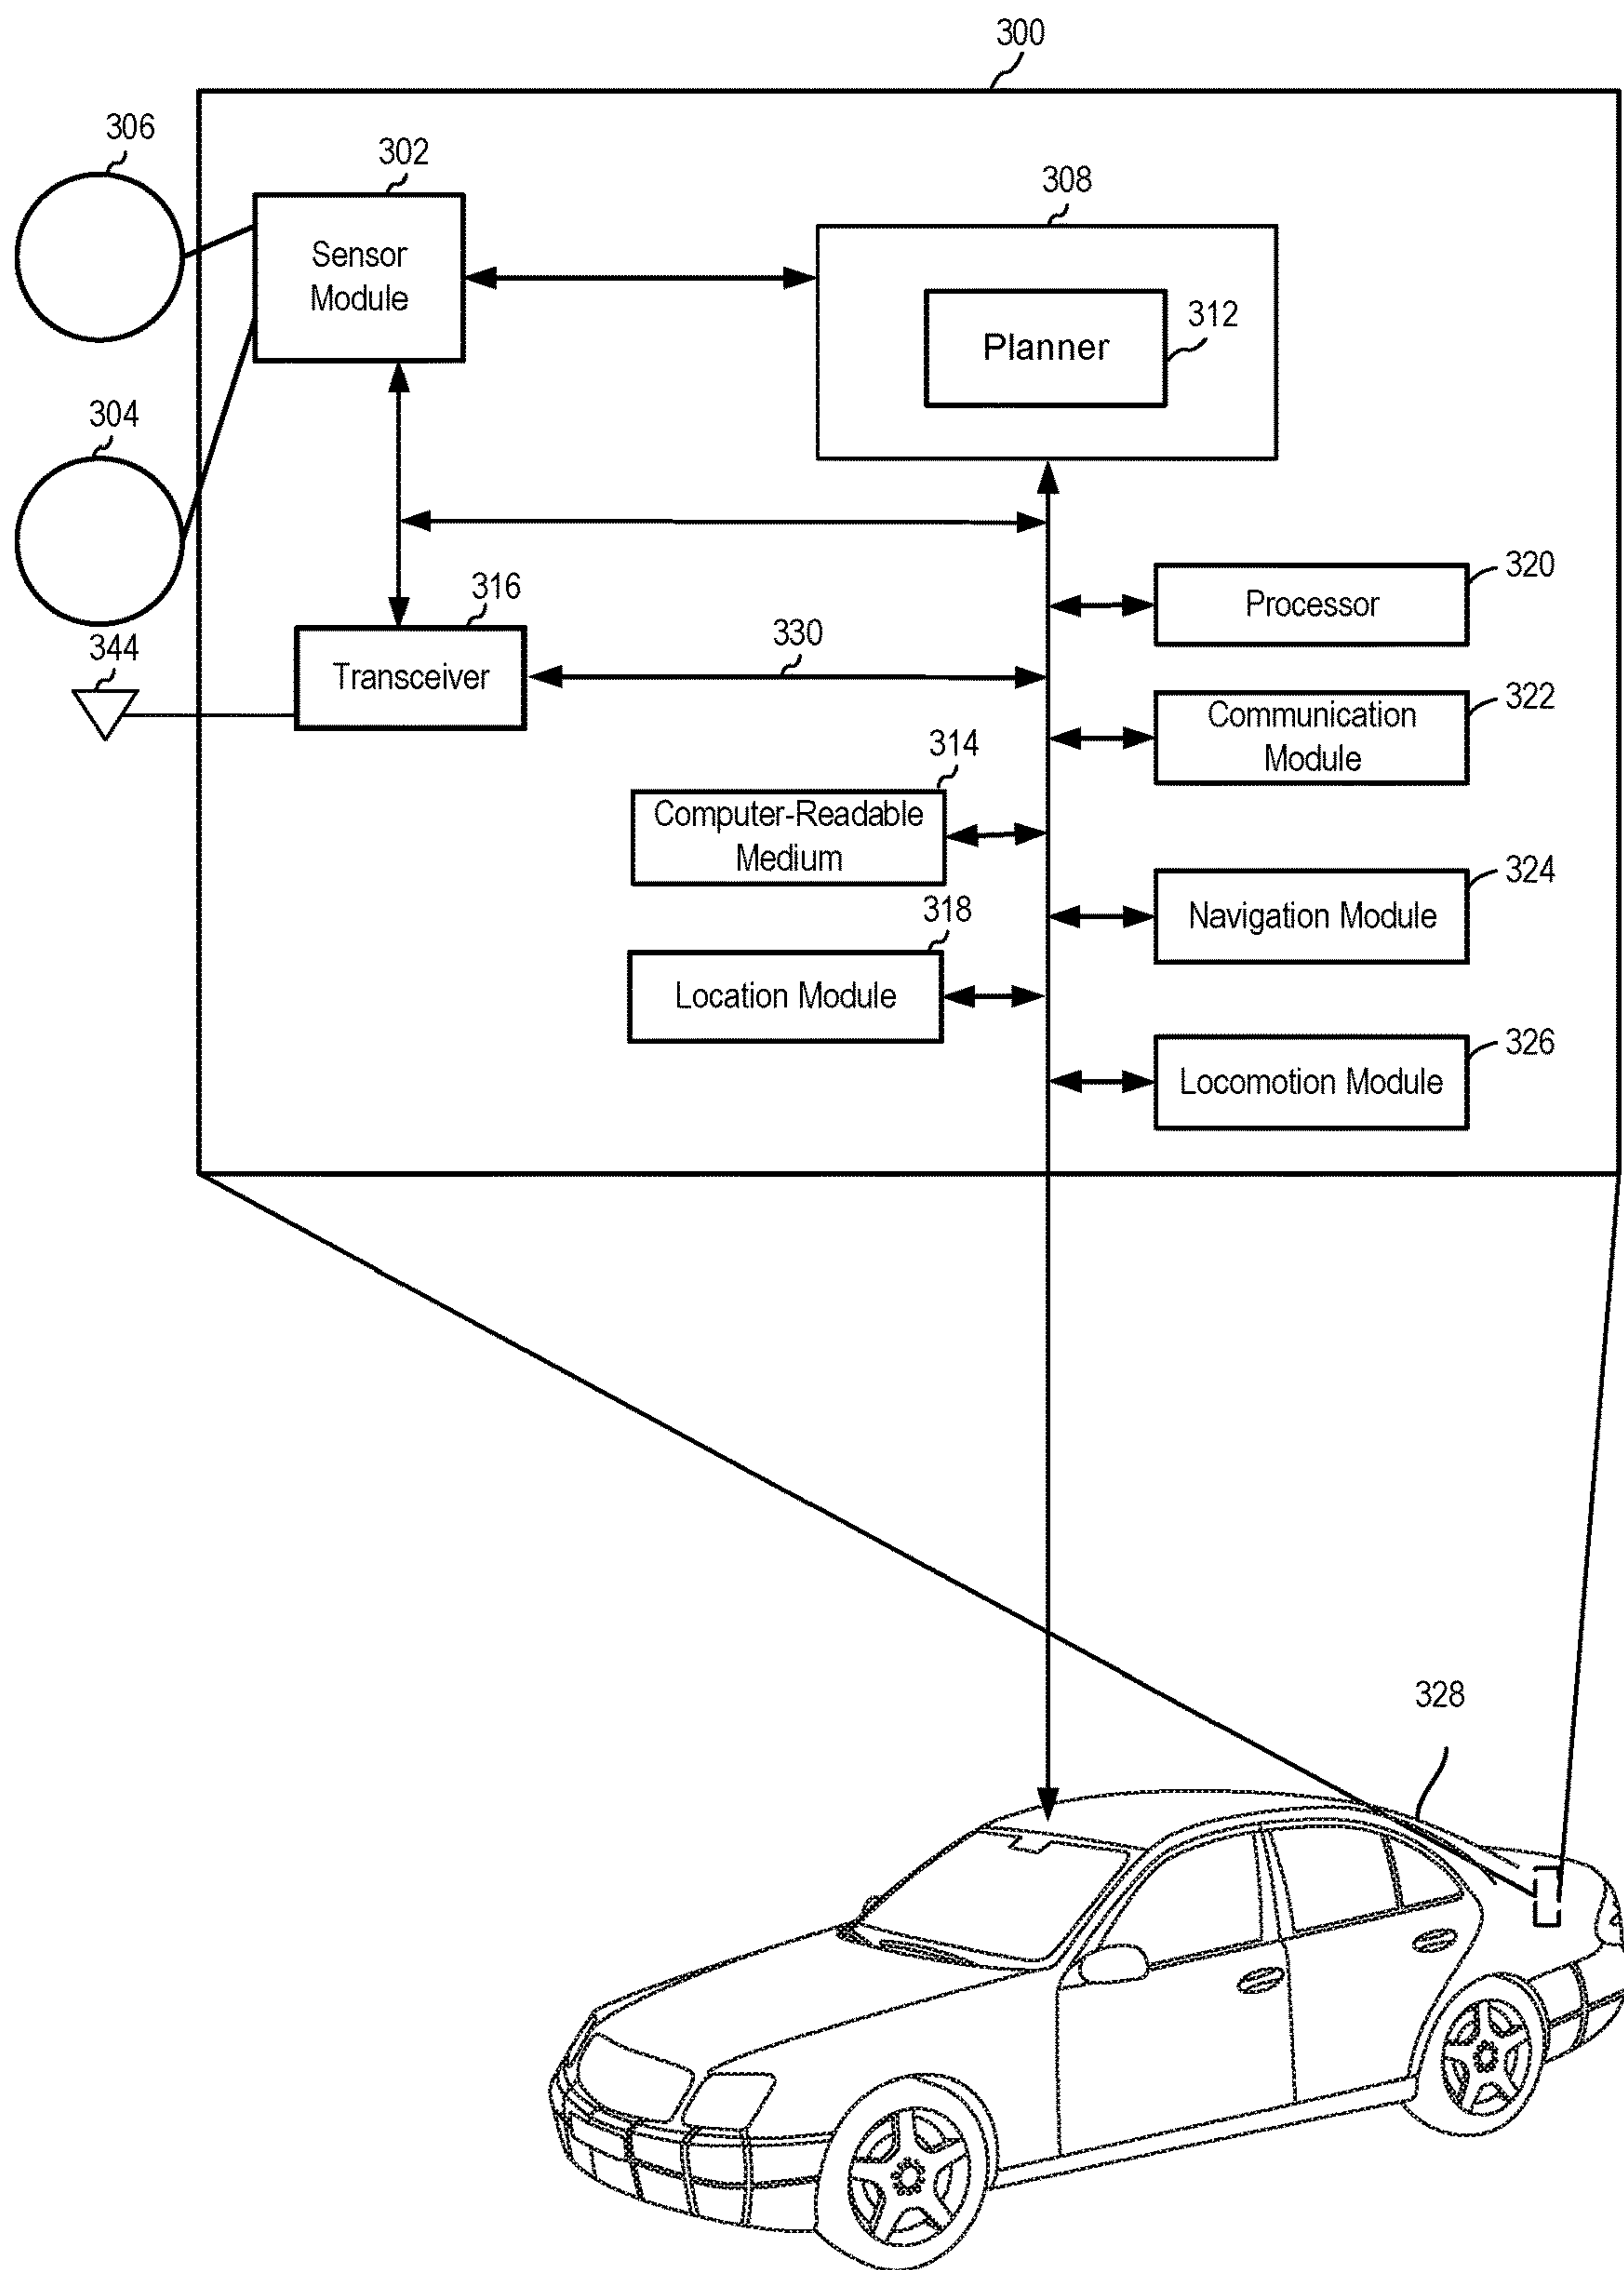 300
306
302
308
Sensor
Module
312
Planner
304
316
320
Processor
344
330
Transceiver
322
Communication
Module
314
Computer-Readable
Medium
324
Navigation Module
318
Location Module
326
Locomotion Module
328